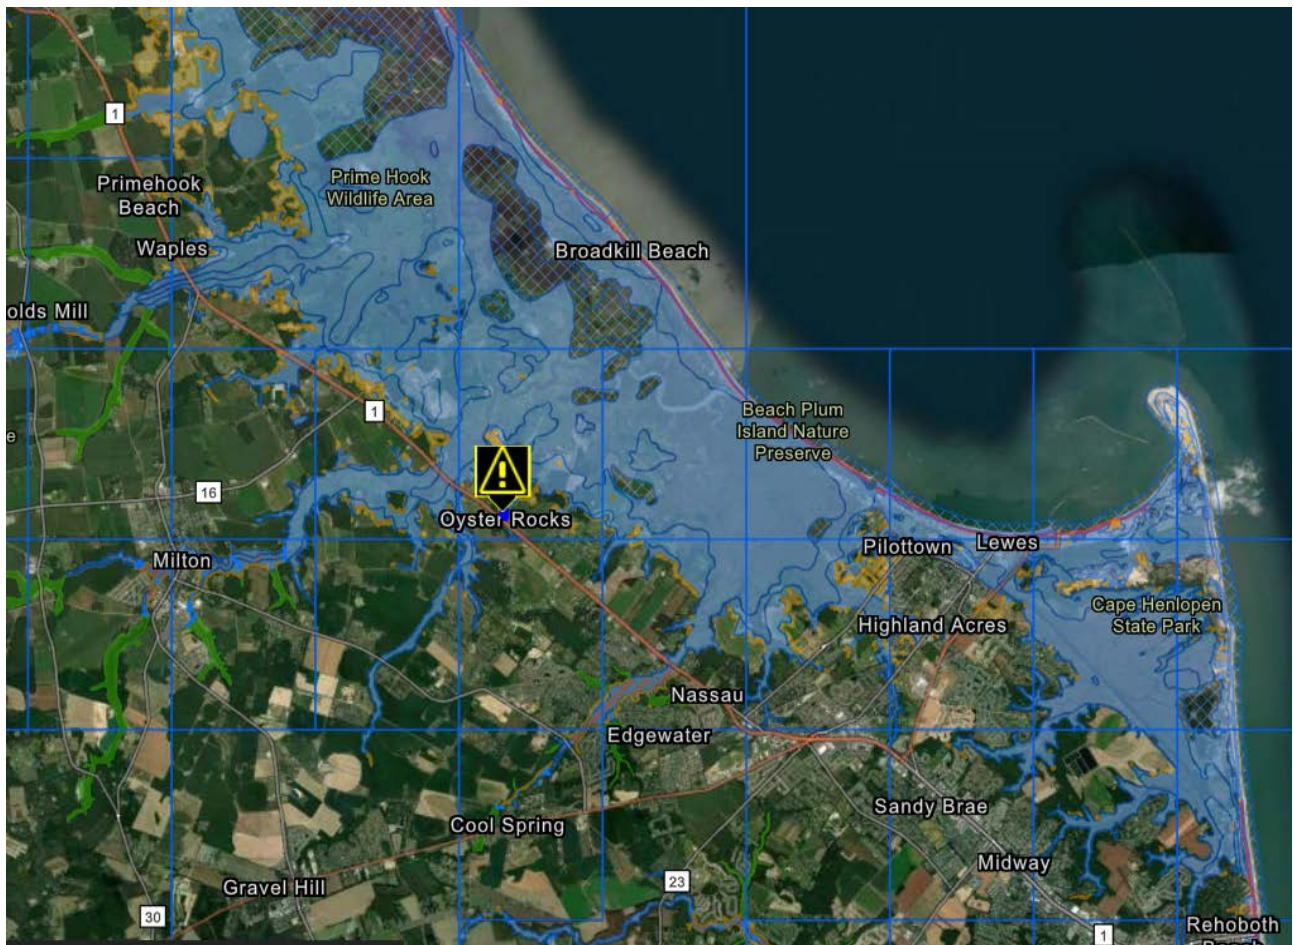 1
Primehook
Beach
Prime Hook
Wildlife Area
Waples
Broadkill Beach
olds Mill
1
Beach Plum
Island Nature
Preserve
e
16
Oyster Rocks
Milton
Pilottown
Lewes
Cape Henlopen
State Park
Highland Acres
Nassau
Edgewater
Sandy Brae
Cool Spring
Midway
23
Gravel Hill
30
1
Rehoboth